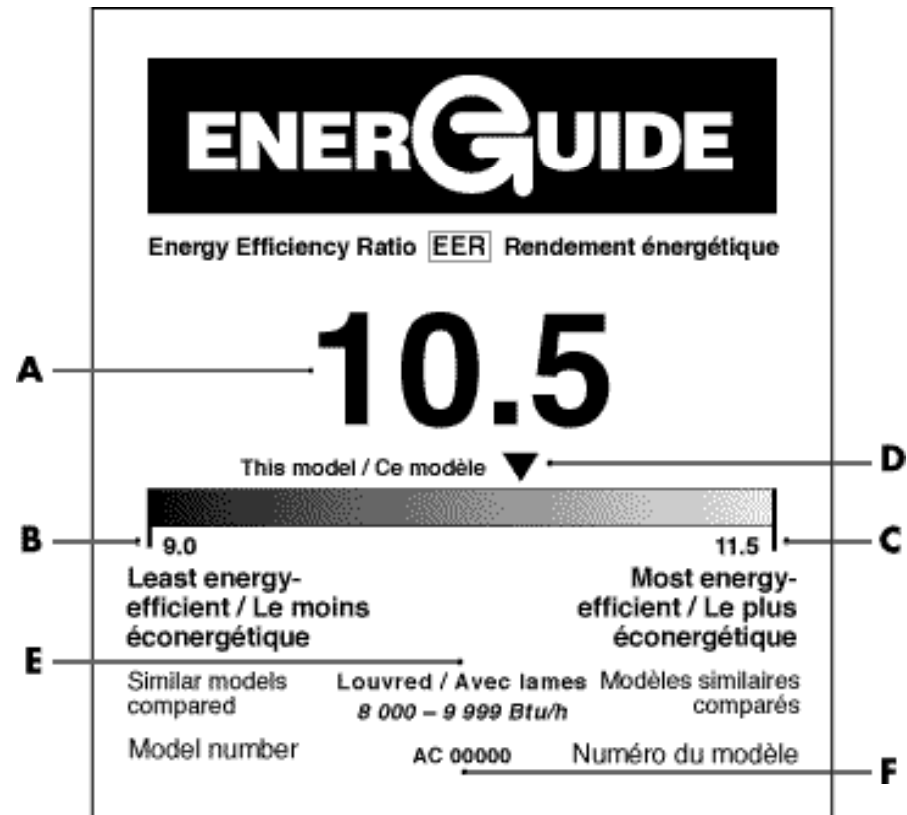 ENERGUIDE
Energy Efficiency Ratio EER Rendement énergétique
A
10.5
This model / Ce modèle
D
B
9.0
11.5
C
Least energy-
efficient / Le moins
éconergétique
Most energy-
efficient / Le plus
éconergétique
E
Similar models
compared
Louvred / Avec lames
8 000 – 9 999 Btu/h
Modèles similaires
comparés
Model number
AC 00000
Numéro du modèle
F